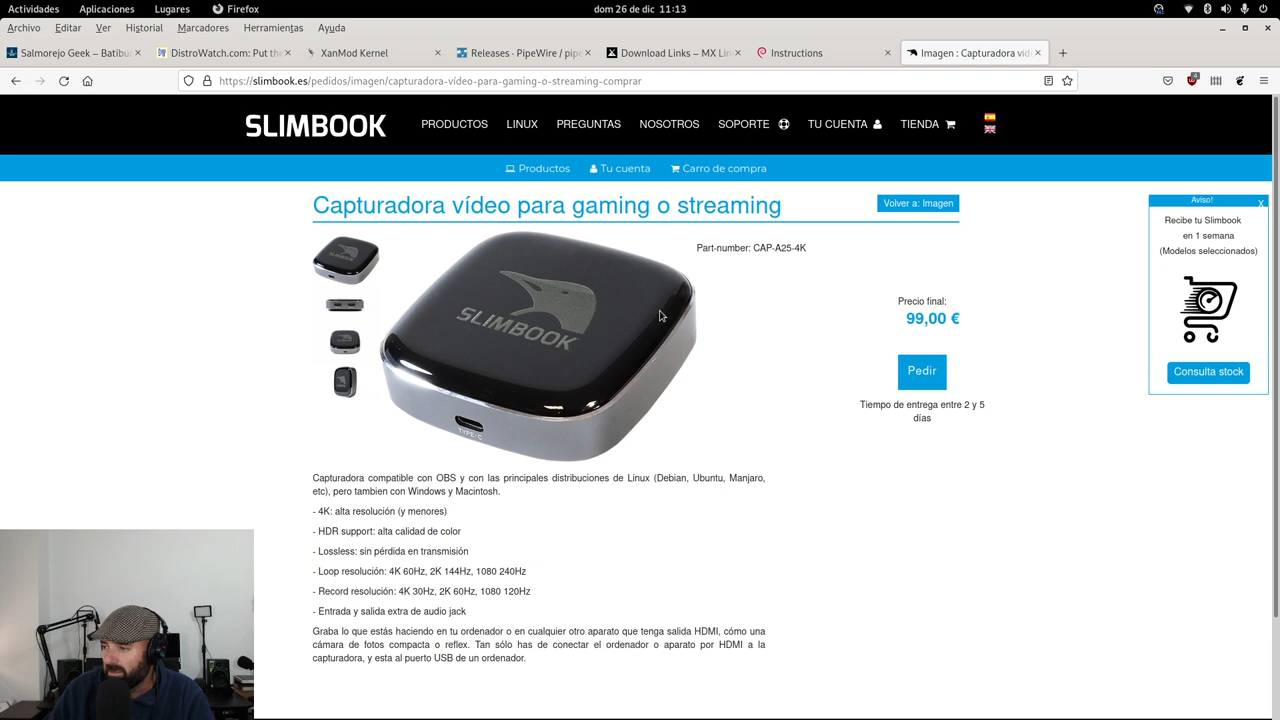 Actividades Aplicaciones Lugares Firefox dom 26 de dic 11:13
Archivo Editar Ver Historial Marcadores Herramientas Ayuda
Salmorejo Geek – Batibu DistroWatch.com: Put the XanMod Kernel Releases · PipeWire / pipe Download Links – MX Lin Instructions Imagen : Capturadora víd
https://slimbook.es/pedidos/imagen/capturadora-vídeo-para-gaming-o-streaming-comprar
SLIMBOOK PRODUCTOS LINUX PREGUNTAS NOSOTROS SOPORTE TU CUENTA TIENDA
Productos Tu cuenta Carro de compra
Capturadora vídeo para gaming o streaming
Volver a: Imagen
Aviso! X
Recibe tu Slimbook
en 1 semana
(Modelos seleccionados)
Consulta stock
Part-number: CAP-A25-4K
Precio final:
99,00 €
Pedir
Tiempo de entrega entre 2 y 5
días
SLIMBOOK
TYPE-C
Capturadora compatible con OBS y con las principales distribuciones de Linux (Debian, Ubuntu, Manjaro,
etc), pero tambien con Windows y Macintosh.
- 4K: alta resolución (y menores)
- HDR support: alta calidad de color
- Lossless: sin pérdida en transmisión
- Loop resolución: 4K 60Hz, 2K 144Hz, 1080 240Hz
- Record resolución: 4K 30Hz, 2K 60Hz, 1080 120Hz
- Entrada y salida extra de audio jack
Graba lo que estás haciendo en tu ordenador o en cualquier otro aparato que tenga salida HDMI, cómo una
cámara de fotos compacta o reflex. Tan sólo has de conectar el ordenador o aparato por HDMI a la
capturadora, y esta al puerto USB de un ordenador.